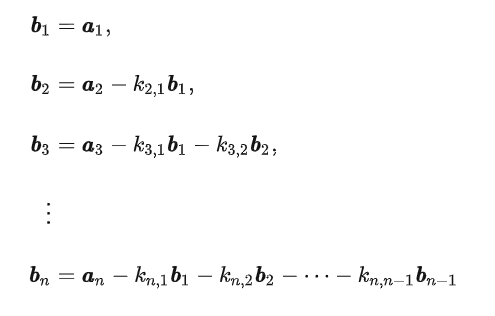 b₁ = a₁,
b₂ = a₂ − k₂,₁b₁,
b₃ = a₃ − k₃,₁b₁ − k₃,₂b₂,
⋮
bₙ = aₙ − kₙ,₁b₁ − kₙ,₂b₂ − ⋯ − kₙ,ₙ₋₁bₙ₋₁